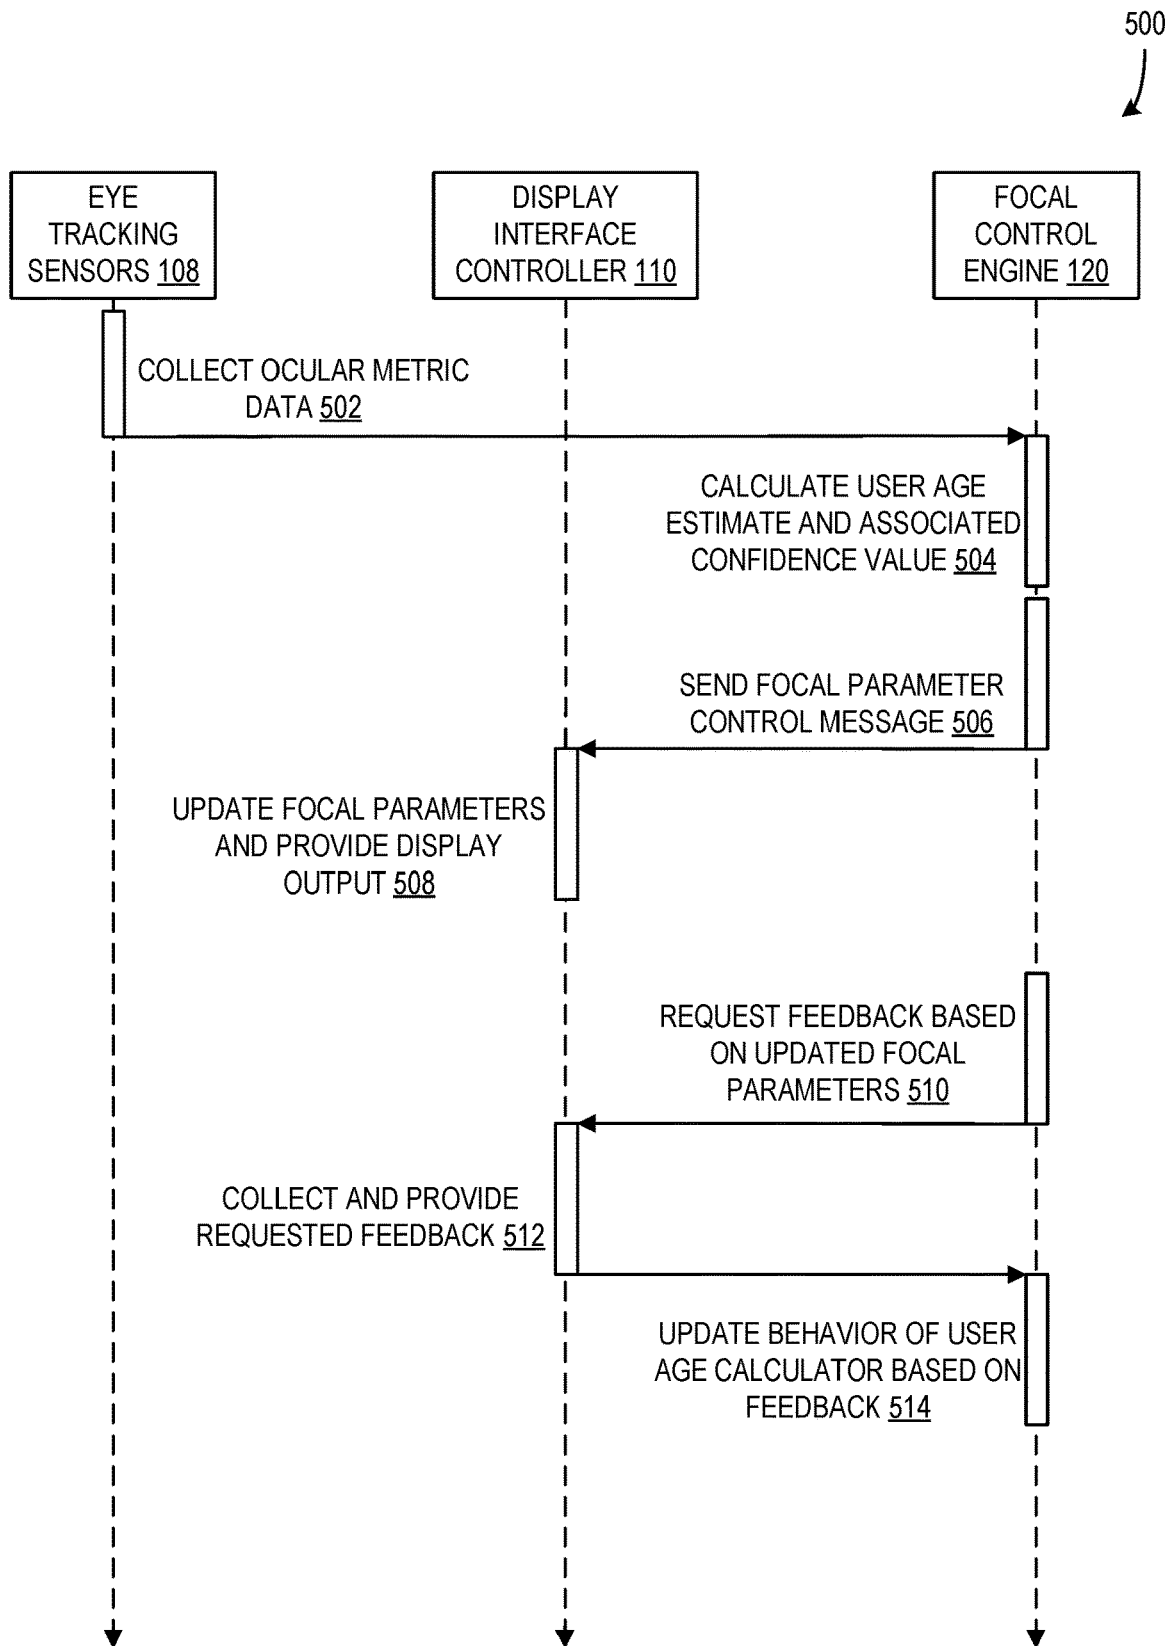 500
EYE
TRACKING
SENSORS 108
DISPLAY
INTERFACE
CONTROLLER 110
FOCAL
CONTROL
ENGINE 120
COLLECT OCULAR METRIC
DATA 502
CALCULATE USER AGE
ESTIMATE AND ASSOCIATED
CONFIDENCE VALUE 504
SEND FOCAL PARAMETER
CONTROL MESSAGE 506
UPDATE FOCAL PARAMETERS
AND PROVIDE DISPLAY
OUTPUT 508
REQUEST FEEDBACK BASED
ON UPDATED FOCAL
PARAMETERS 510
COLLECT AND PROVIDE
REQUESTED FEEDBACK 512
UPDATE BEHAVIOR OF USER
AGE CALCULATOR BASED ON
FEEDBACK 514